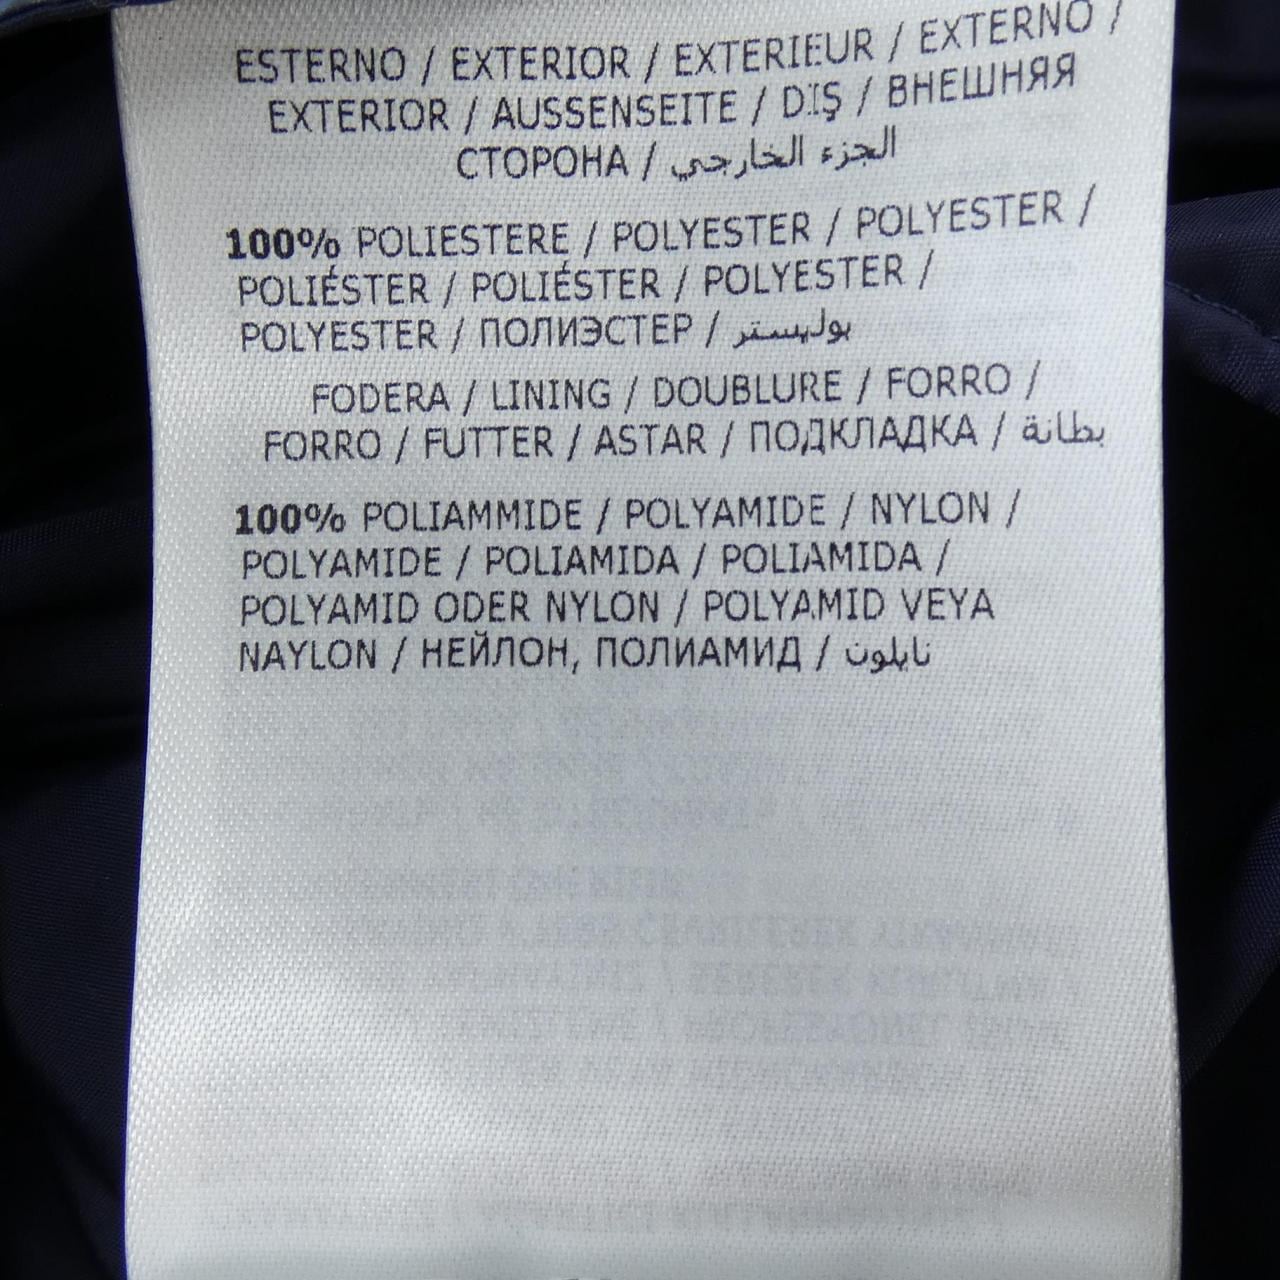 ESTERNO / EXTERIOR / EXTERIEUR / EXTERNO /
EXTERIOR / AUSSENSEITE / DIŞ / ВНЕШНЯЯ
СТОРОНА / الجزء الخارجي
100% POLIESTERE / POLYESTER / POLYESTER /
POLIÉSTER / POLIÉSTER / POLYESTER /
POLYESTER / ПОЛИЭСТЕР / بوليستر
FODERA / LINING / DOUBLURE / FORRO /
FORRO / FUTTER / ASTAR / ПОДКЛАДКА / بطانة
100% POLIAMMIDE / POLYAMIDE / NYLON /
POLYAMIDE / POLIAMIDA / POLIAMIDA /
POLYAMID ODER NYLON / POLYAMID VEYA
NAYLON / НЕЙЛОН, ПОЛИАМИД / نايلون